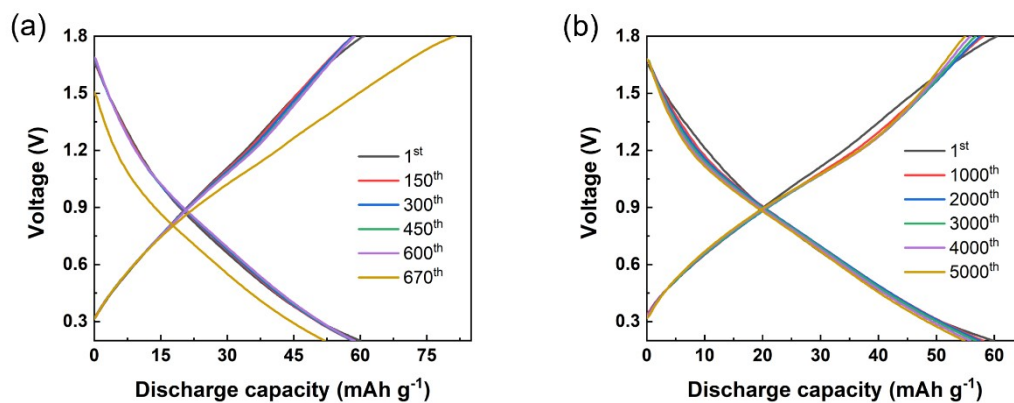 (a)
1.8
1.5
1.2
0.9
0.6
0.3
Voltage (V)
1st
150th
300th
450th
600th
670th
0 15 30 45 60 75
Discharge capacity (mAh g-1)
(b)
1.8
1.5
1.2
0.9
0.6
0.3
Voltage (V)
1st
1000th
2000th
3000th
4000th
5000th
0 10 20 30 40 50 60
Discharge capacity (mAh g-1)